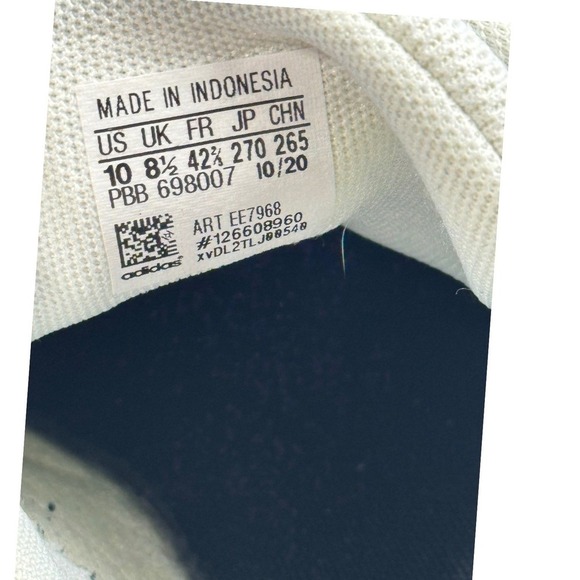 MADE IN INDONESIA
US UK FR JP CHN
10 8½ 42⅔ 270 265
PBB 698007 10/20
ART EE7968
#126608960
xvDL2TLJ00540
adidas